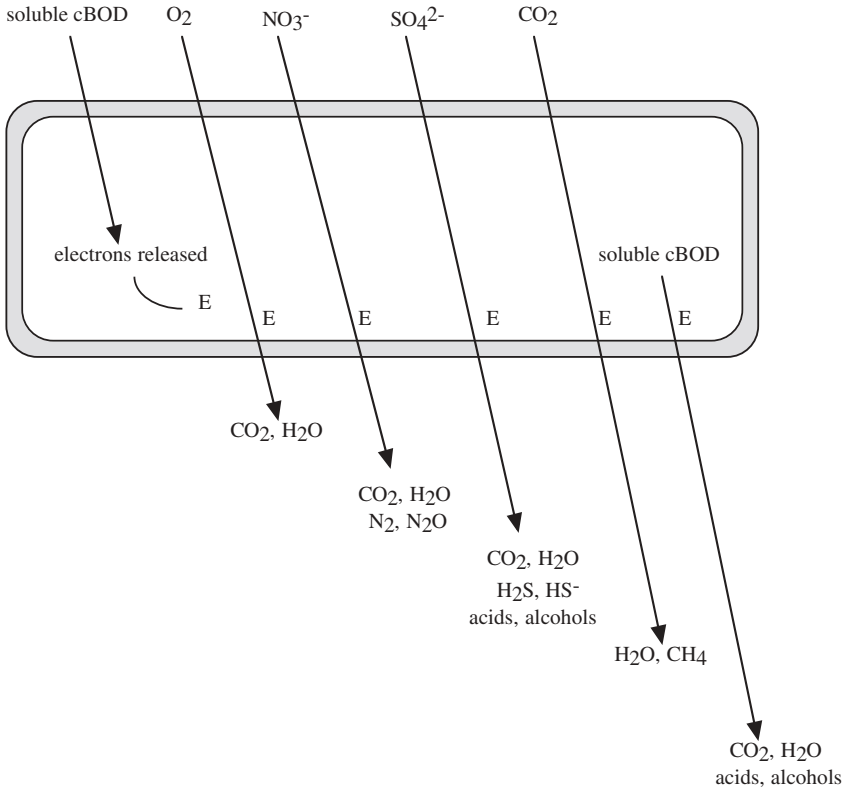 soluble cBOD O2 NO3- SO42- CO2
electrons released soluble cBOD
E
E E E E E
CO2, H2O
CO2, H2O
N2, N2O
CO2, H2O
H2S, HS-
acids, alcohols
H2O, CH4
CO2, H2O
acids, alcohols